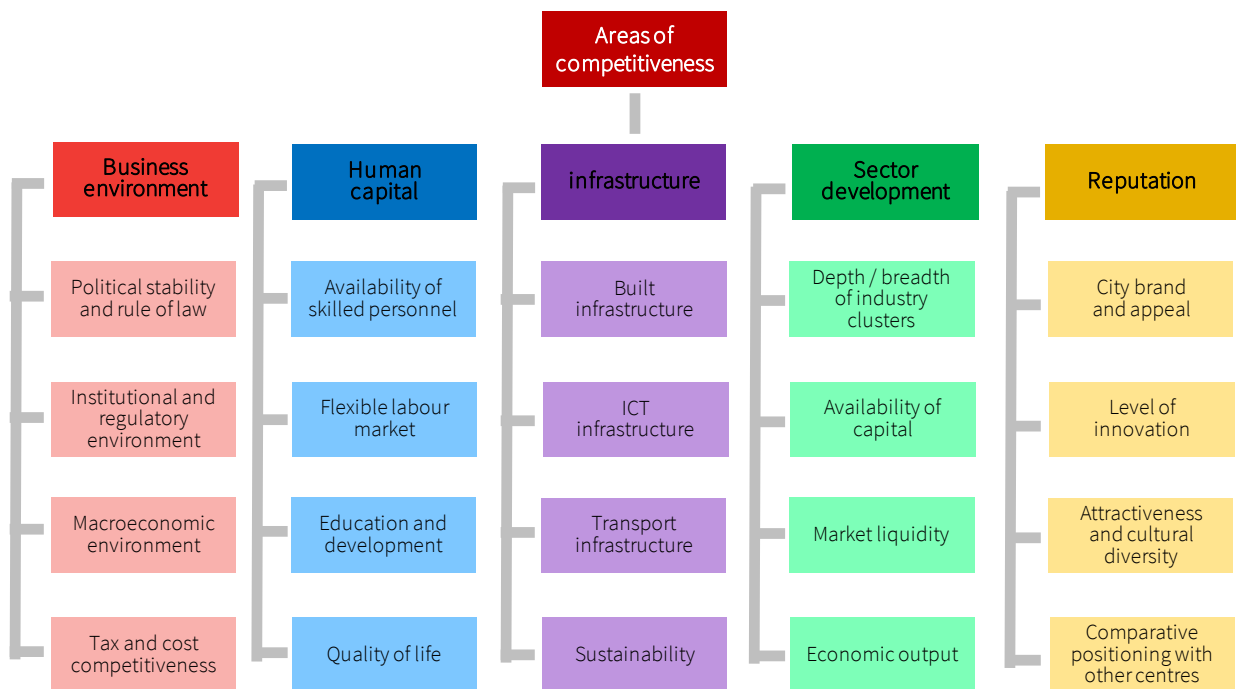 Areas of
competitiveness
Business
environment
Human
capital
infrastructure
Sector
development
Reputation
Political stability
and rule of law
Availability of
skilled personnel
Built
infrastructure
Depth / breadth
of industry
clusters
City brand
and appeal
Institutional and
regulatory
environment
Flexible labour
market
ICT
infrastructure
Availability of
capital
Level of
innovation
Macroeconomic
environment
Education and
development
Transport
infrastructure
Market liquidity
Attractiveness
and cultural
diversity
Tax and cost
competitiveness
Quality of life
Sustainability
Economic output
Comparative
positioning with
other centres